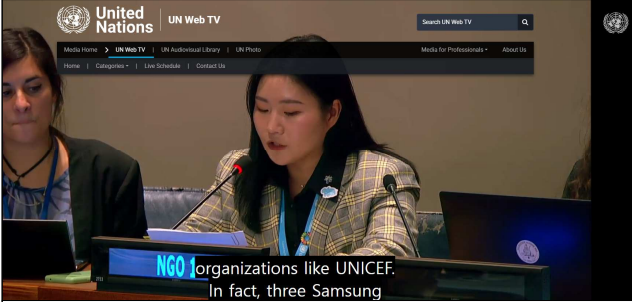 United
Nations
UN Web TV
Search UN Web TV
Media Home
UN Web TV | UN Audiovisual Library | UN Photo
Media for Professionals
About Us
Home | Categories | Live Schedule | Contact Us
NGO 1
organizations like UNICEF.
In fact, three Samsung